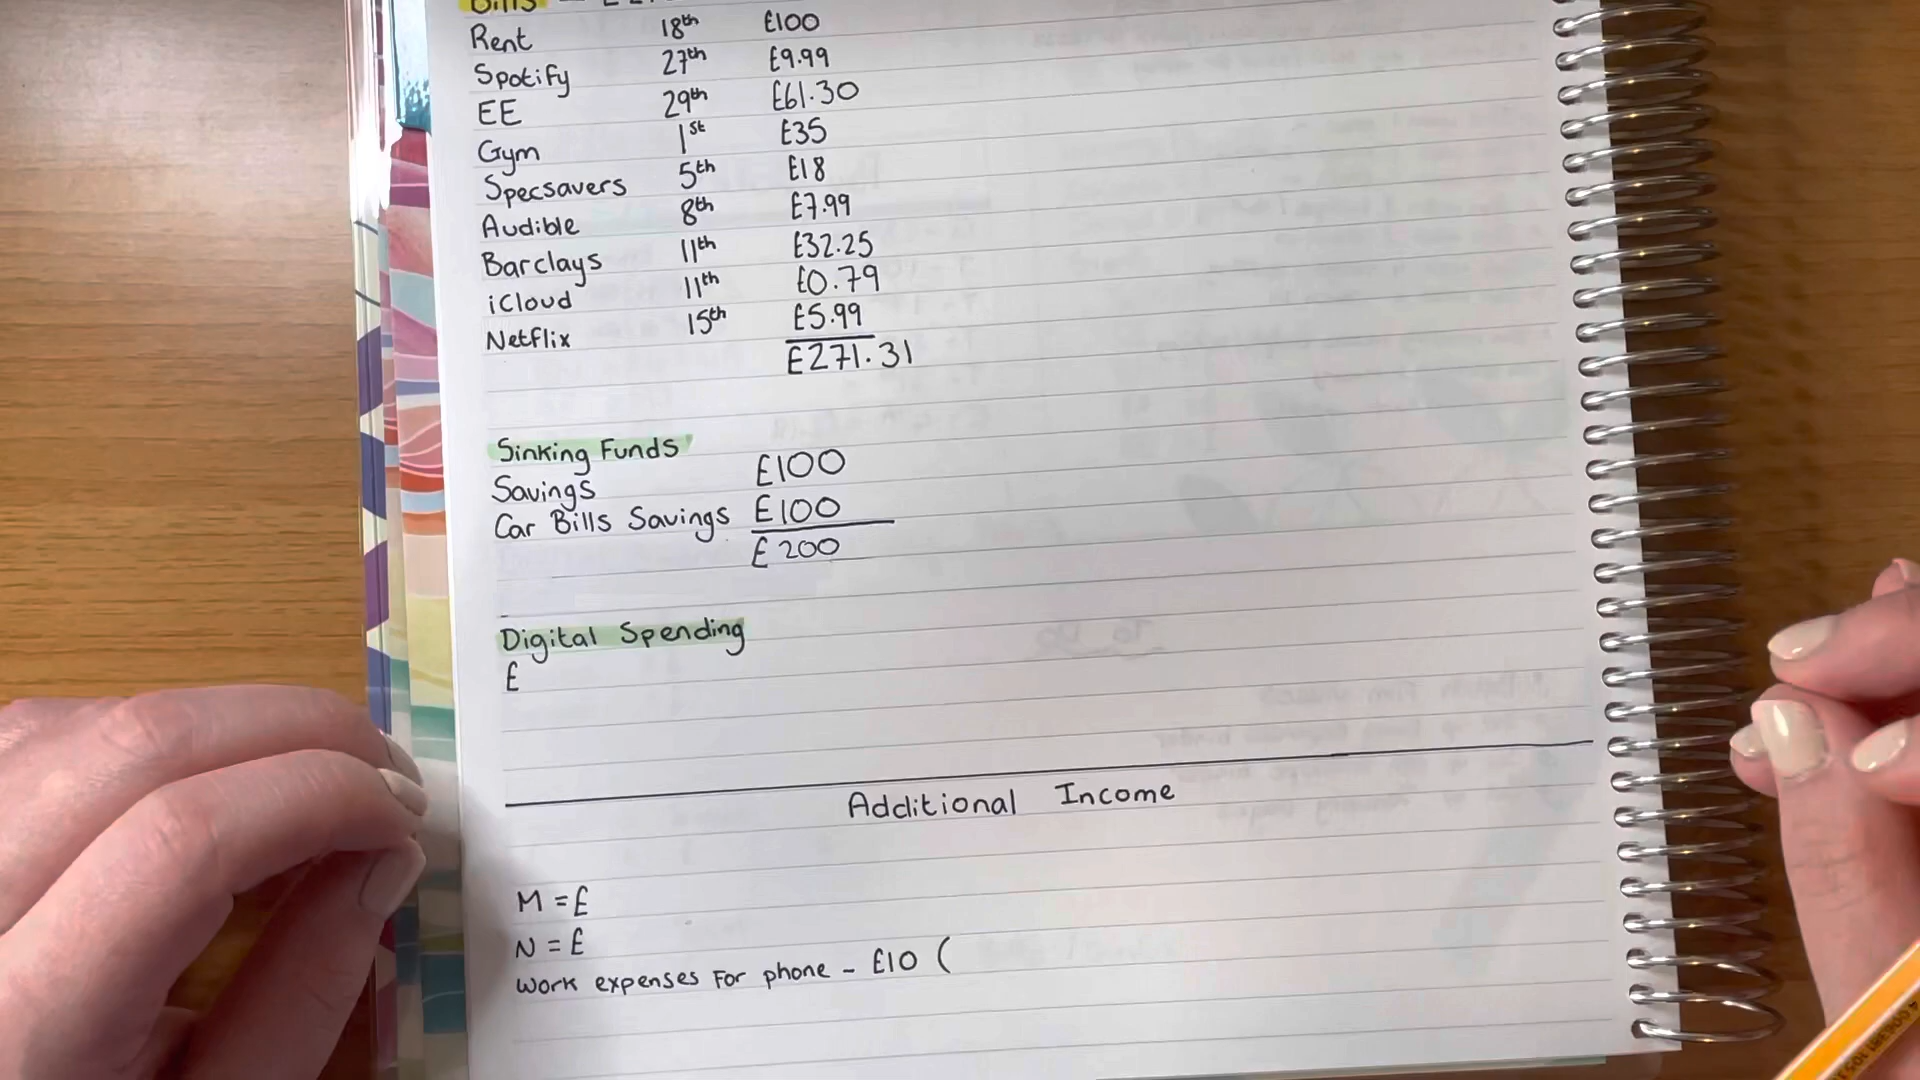 Bills
Rent 18th £100
Spotify 27th £9.99
EE 29th £61.30
Gym 1st £35
Specsavers 5th £18
Audible 8th £7.99
Barclays 11th £32.25
iCloud 11th £0.79
Netflix 15th £5.99
£271.31
Sinking Funds
Savings £100
Car Bills Savings £100
£200
Digital Spending
£
Additional Income
M = £
N = £
Work expenses for phone - £10 (